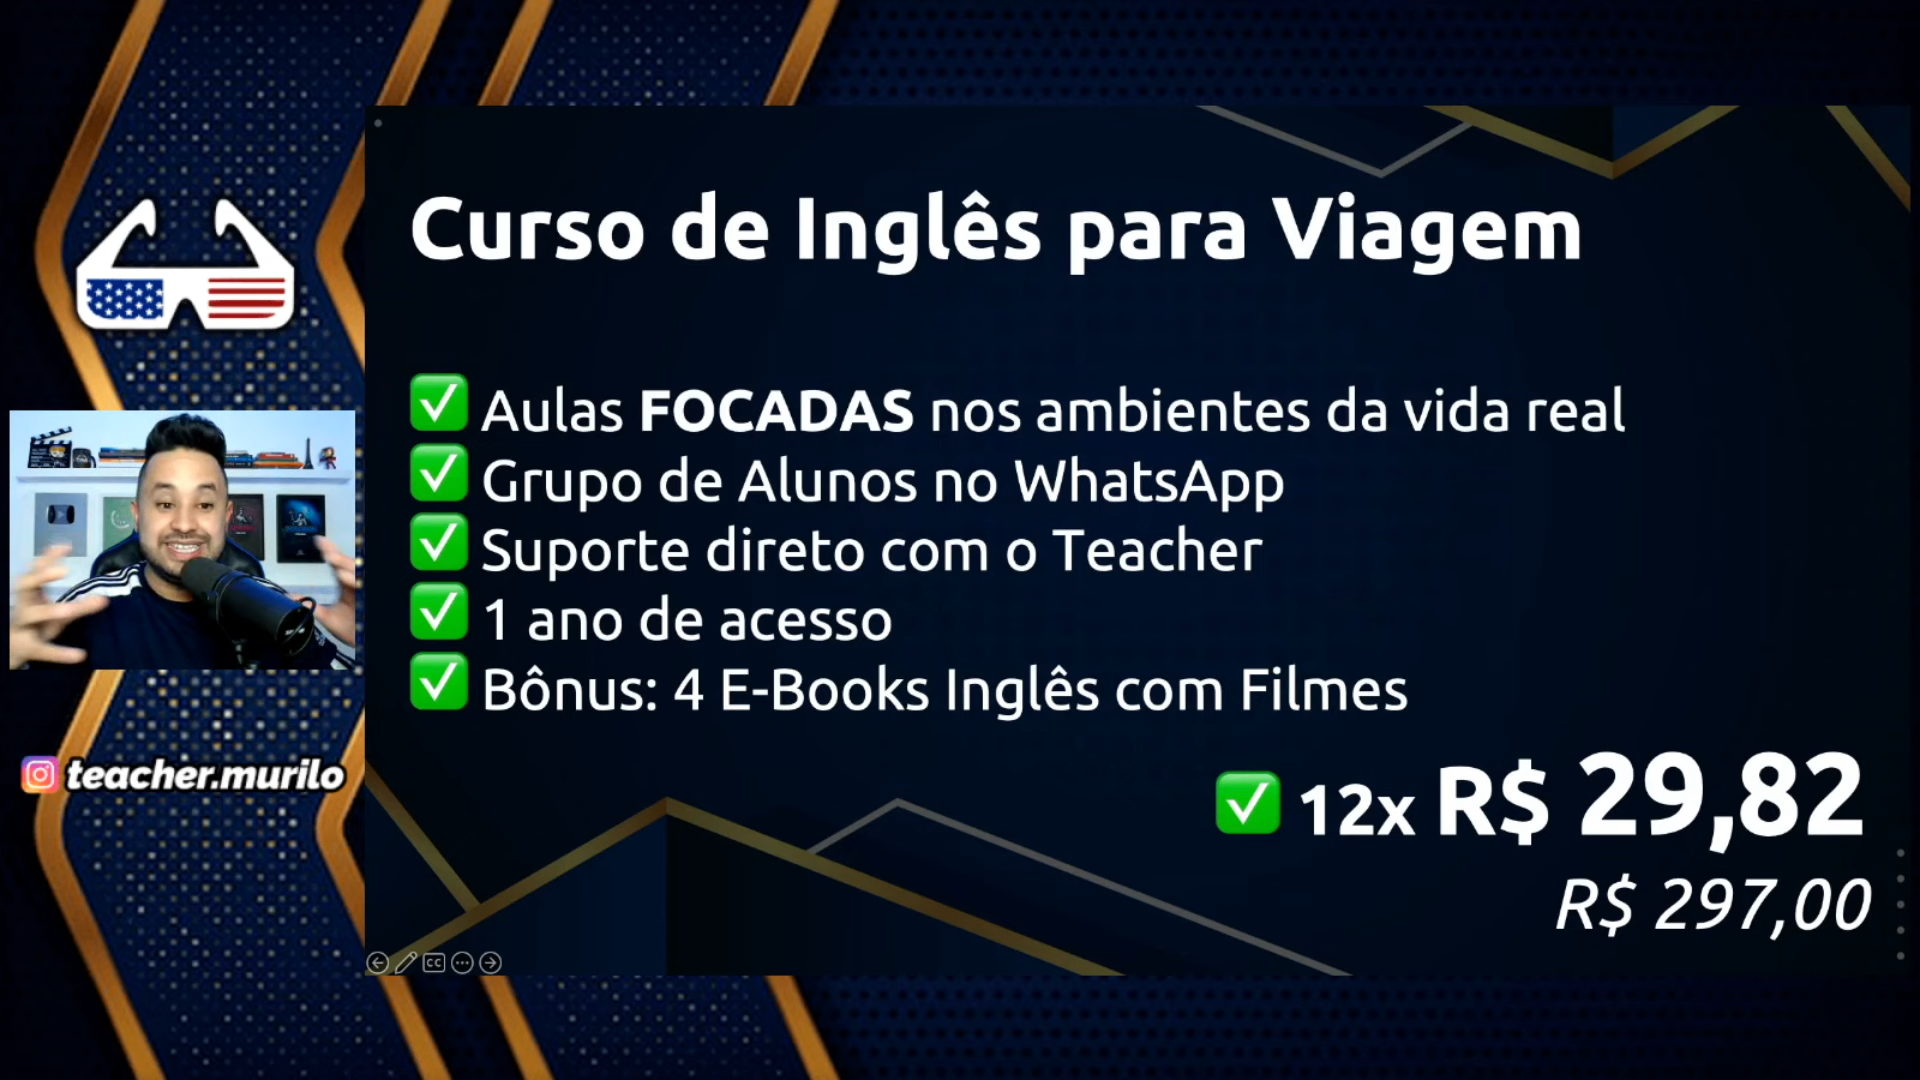 Curso de Inglês para Viagem
✅ Aulas FOCADAS nos ambientes da vida real
✅ Grupo de Alunos no WhatsApp
✅ Suporte direto com o Teacher
✅ 1 ano de acesso
✅ Bônus: 4 E-Books Inglês com Filmes
✅ 12x R$ 29,82
R$ 297,00
teacher.murilo
CC